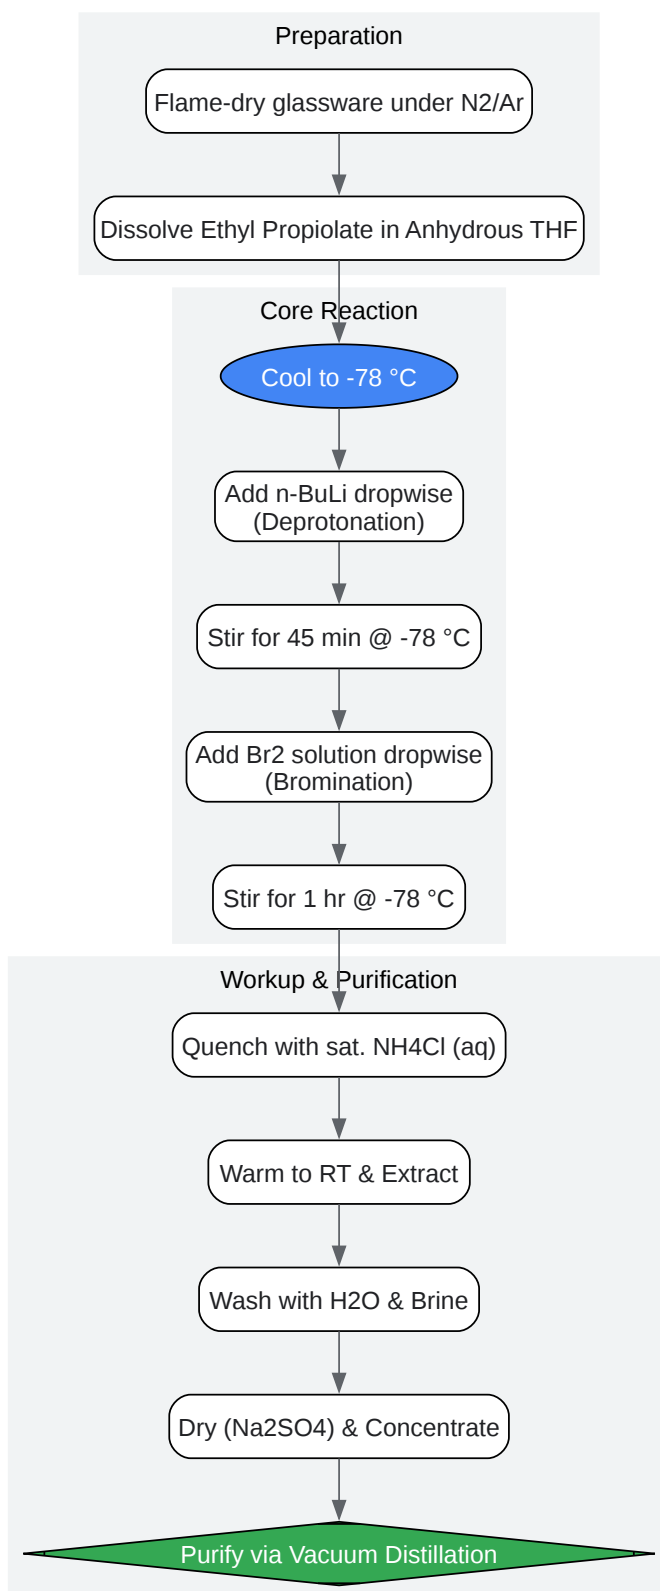 Preparation
Flame-dry glassware under N2/Ar
Dissolve Ethyl Propiolate in Anhydrous THF
Core Reaction
Cool to -78 °C
Add n-BuLi dropwise
(Deprotonation)
Stir for 45 min @ -78 °C
Add Br2 solution dropwise
(Bromination)
Stir for 1 hr @ -78 °C
Workup & Purification
Quench with sat. NH4Cl (aq)
Warm to RT & Extract
Wash with H2O & Brine
Dry (Na2SO4) & Concentrate
Purify via Vacuum Distillation